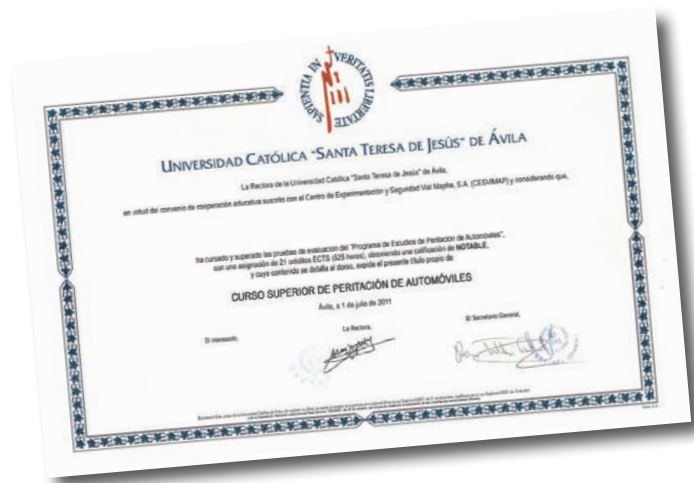 SAPIENTIA IN VERITATIS LIBERTATE
UNIVERSIDAD CATÓLICA "SANTA TERESA DE JESÚS" DE ÁVILA
La Rectora de la Universidad Católica "Santa Teresa de Jesús" de Ávila,
en virtud del convenio de cooperación educativa suscrito con el Centro de Experimentación y Seguridad Vial Mapfre, S.A. (CESVIMAP) y considerando que,
ha cursado y superado las pruebas de evaluación del "Programa de Estudios de Peritación de Automóviles",
con una asignación de 21 créditos ECTS (525 horas), obteniendo una calificación de NOTABLE,
y cuyo contenido se detalla al dorso, expide el presente título propio de
CURSO SUPERIOR DE PERITACIÓN DE AUTOMÓVILES
Ávila, a 1 de julio de 2011
El interesado,
La Rectora,
El Secretario General,